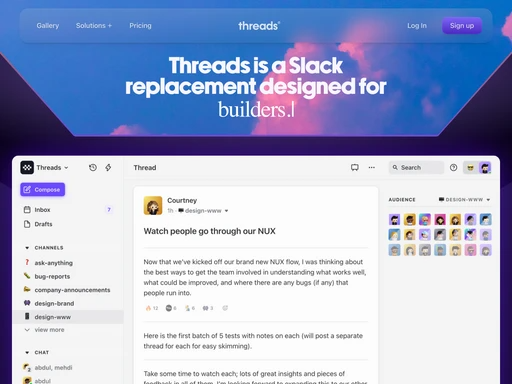 Gallery
Solutions +
Pricing
threads
Log In
Sign up
Threads is a Slack
replacement designed for
builders.
Threads
Thread
Search
Compose
Inbox
7
Drafts
CHANNELS
ask-anything
bug-reports
company-announcements
design-brand
design-www
view more
CHAT
abdul, mehdi
abdul
Courtney
1h · design-www
Watch people go through our NUX
Now that we've kicked off our brand new NUX flow, I was thinking about
the best ways to get the team involved in understanding what works well,
what could be improved, and where there are any bugs (if any) that
people run into.
12
6
6
3
Here is the first batch of 5 tests with notes on each (will post a separate
thread for each for easy skimming).
Take some time to watch each; lots of great insights and pieces of
feedback in all of them. I'm looking forward to expanding this to our other
AUDIENCE
DESIGN-WWW